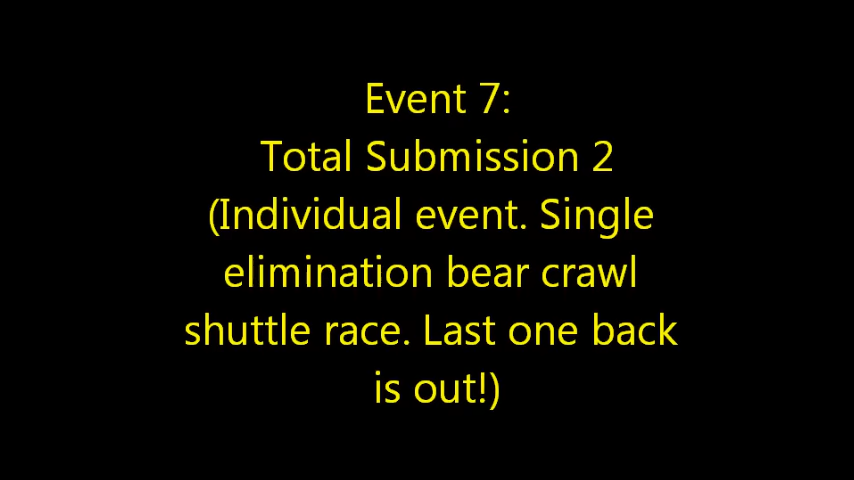 Event 7:
Total Submission 2
(Individual event. Single
elimination bear crawl
shuttle race. Last one back
is out!)